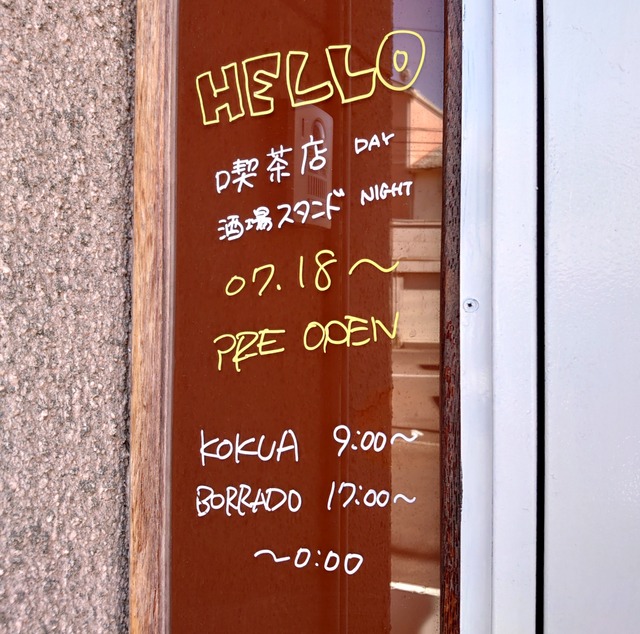 HELLO
喫茶店 DAY
酒場スタンド NIGHT
07.18〜
PRE OPEN
KOKUA 9:00〜
BORRADO 17:00〜
〜0:00